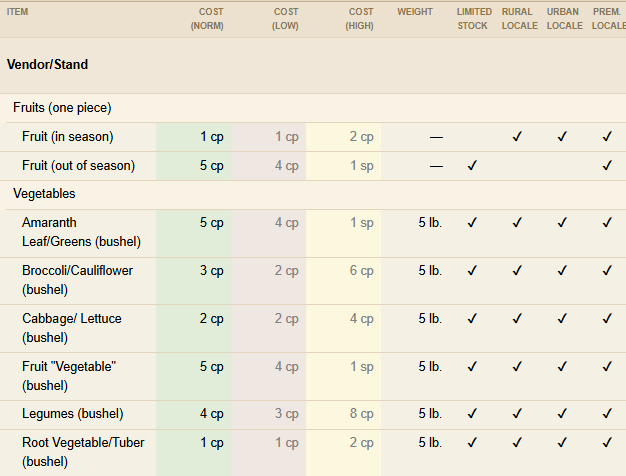 ITEM COST (NORM) COST (LOW) COST (HIGH) WEIGHT LIMITED STOCK RURAL LOCALE URBAN LOCALE PREM. LOCALE
Vendor/Stand
Fruits (one piece)
Fruit (in season) 1 cp 1 cp 2 cp — ✓ ✓ ✓
Fruit (out of season) 5 cp 4 cp 1 sp — ✓ ✓
Vegetables
Amaranth 5 cp 4 cp 1 sp 5 lb. ✓ ✓ ✓ ✓
Leaf/Greens (bushel)
Broccoli/Cauliflower 3 cp 2 cp 6 cp 5 lb. ✓ ✓ ✓ ✓
(bushel)
Cabbage/ Lettuce 2 cp 2 cp 4 cp 5 lb. ✓ ✓ ✓ ✓
(bushel)
Fruit "Vegetable" 5 cp 4 cp 1 sp 5 lb. ✓ ✓ ✓ ✓
(bushel)
Legumes (bushel) 4 cp 3 cp 8 cp 5 lb. ✓ ✓ ✓ ✓
Root Vegetable/Tuber 1 cp 1 cp 2 cp 5 lb. ✓ ✓ ✓ ✓
(bushel)